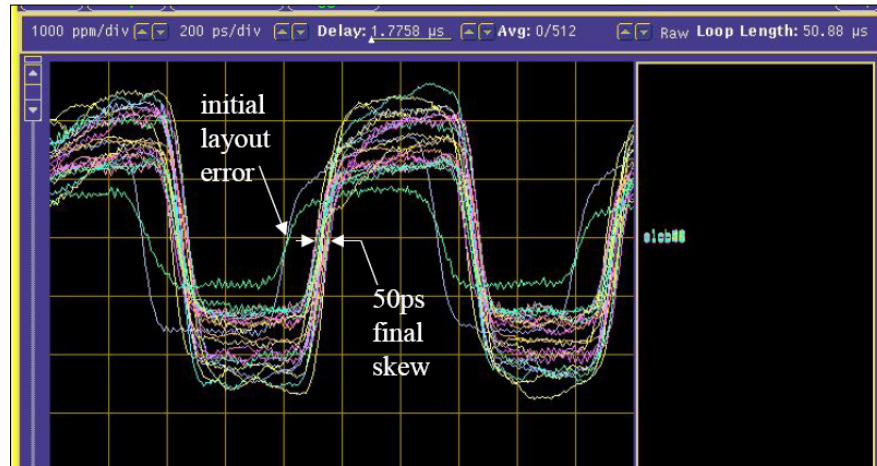 1000 ppm/div 200 ps/div Delay: 1.7758 µs Avg: 0/512 Raw Loop Length: 50.88 µs
initial
layout
error
50ps
final
skew